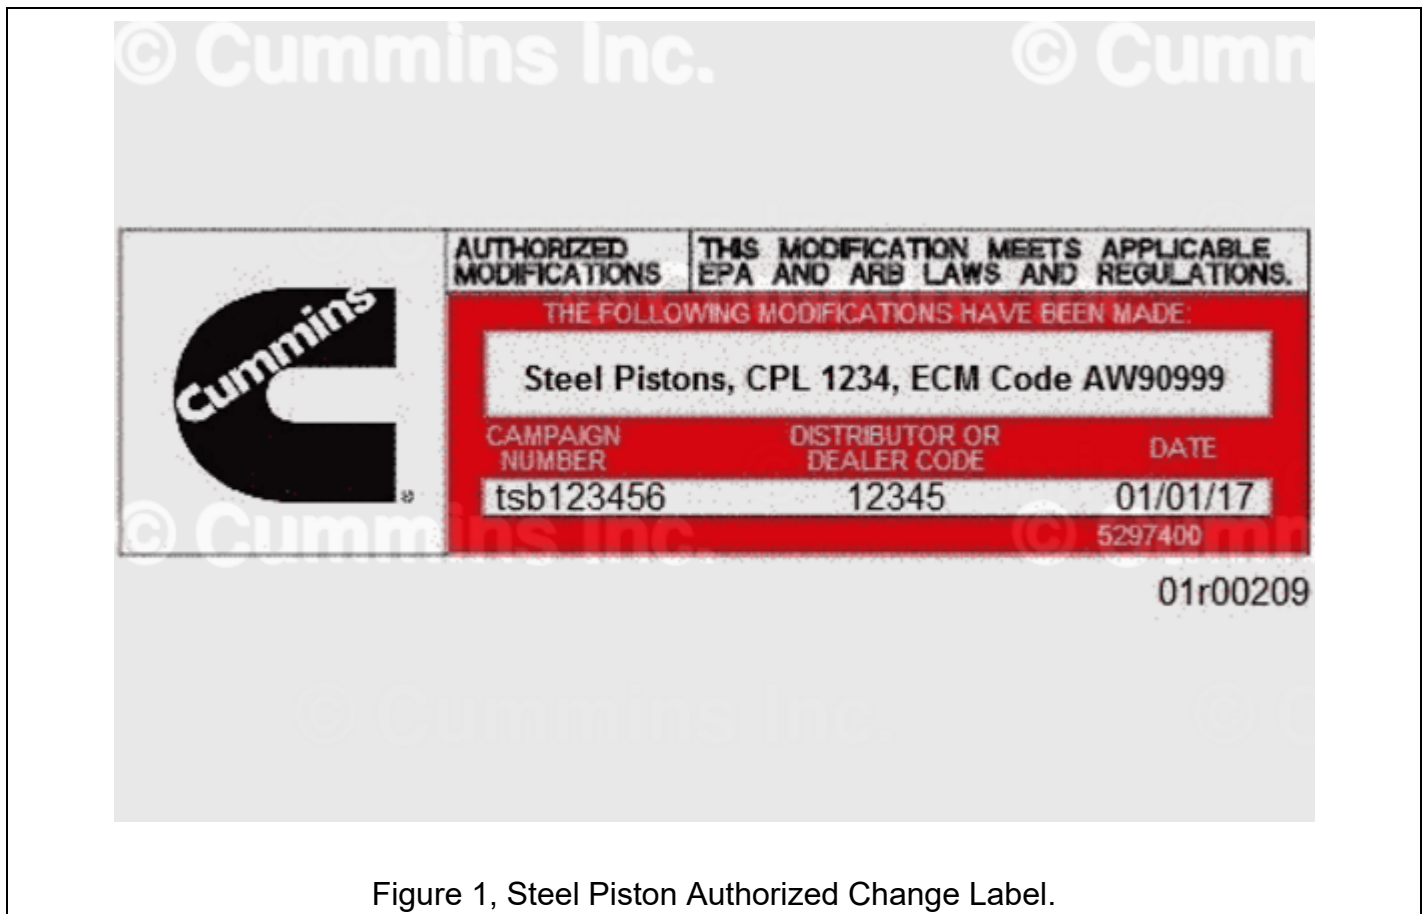 © Cummins Inc.
© Cumm
AUTHORIZED
MODIFICATIONS
THIS MODIFICATION MEETS APPLICABLE
EPA AND ARB LAWS AND REGULATIONS.
THE FOLLOWING MODIFICATIONS HAVE BEEN MADE:
Cummins
®
Steel Pistons, CPL 1234, ECM Code AW90999
CAMPAIGN
NUMBER
DISTRIBUTOR OR
DEALER CODE
DATE
tsb123456
12345
01/01/17
© Cummins Inc.
© Cumm
5297400
01r00209
© Cummins Inc.
© C
Figure 1, Steel Piston Authorized Change Label.